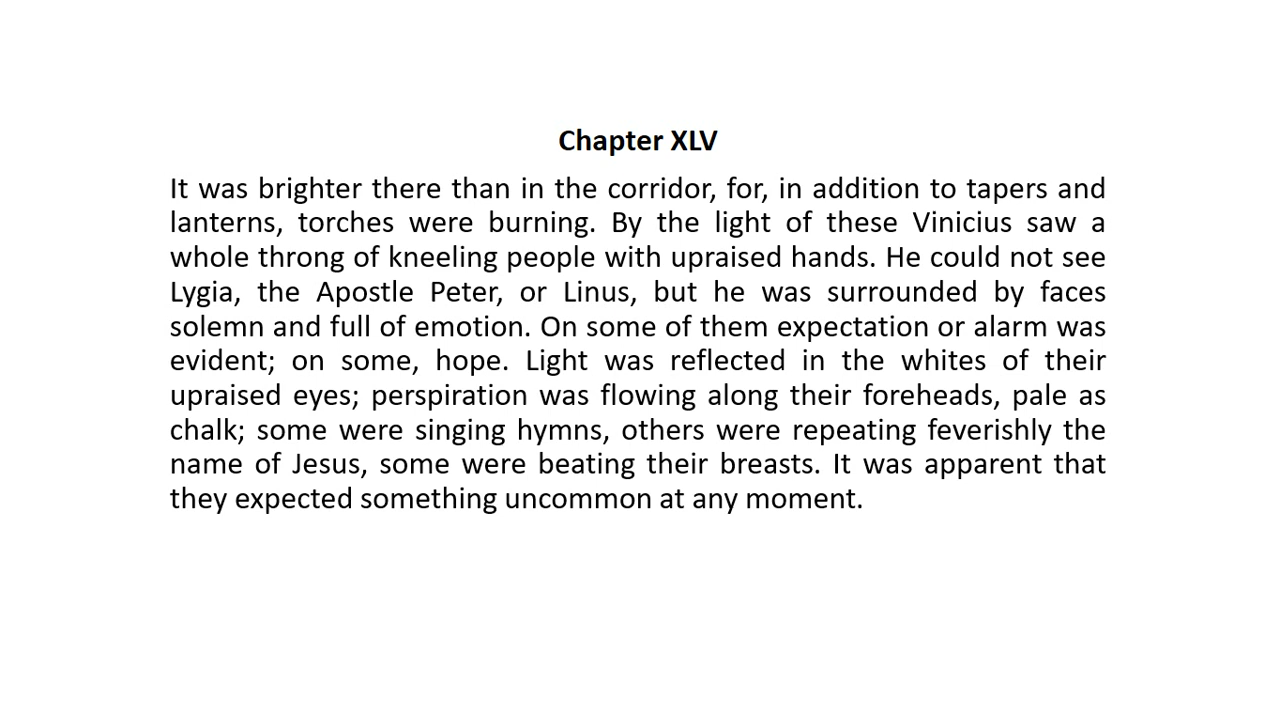 Chapter XLV
It was brighter there than in the corridor, for, in addition to tapers and
lanterns, torches were burning. By the light of these Vinicius saw a
whole throng of kneeling people with upraised hands. He could not see
Lygia, the Apostle Peter, or Linus, but he was surrounded by faces
solemn and full of emotion. On some of them expectation or alarm was
evident; on some, hope. Light was reflected in the whites of their
upraised eyes; perspiration was flowing along their foreheads, pale as
chalk; some were singing hymns, others were repeating feverishly the
name of Jesus, some were beating their breasts. It was apparent that
they expected something uncommon at any moment.